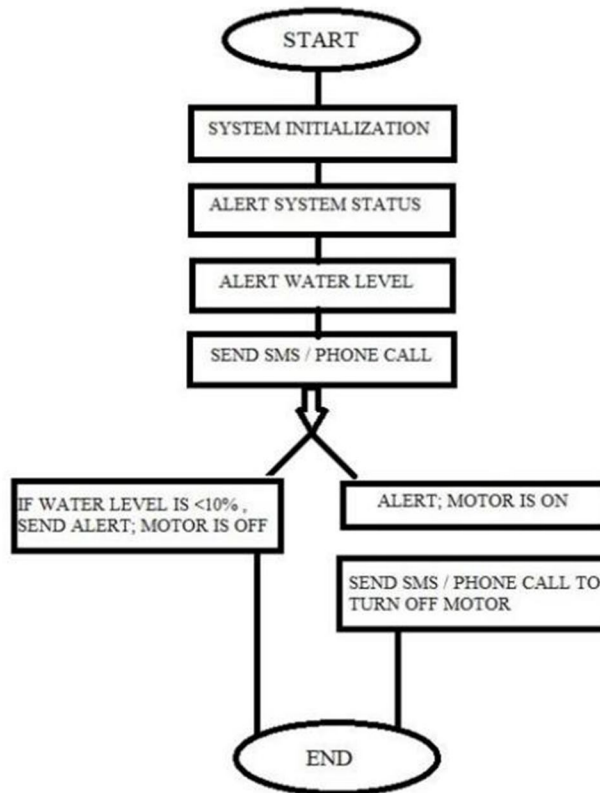 START
SYSTEM INITIALIZATION
ALERT SYSTEM STATUS
ALERT WATER LEVEL
SEND SMS / PHONE CALL
IF WATER LEVEL IS <10% ,
SEND ALERT; MOTOR IS OFF
ALERT; MOTOR IS ON
SEND SMS / PHONE CALL TO
TURN OFF MOTOR
END